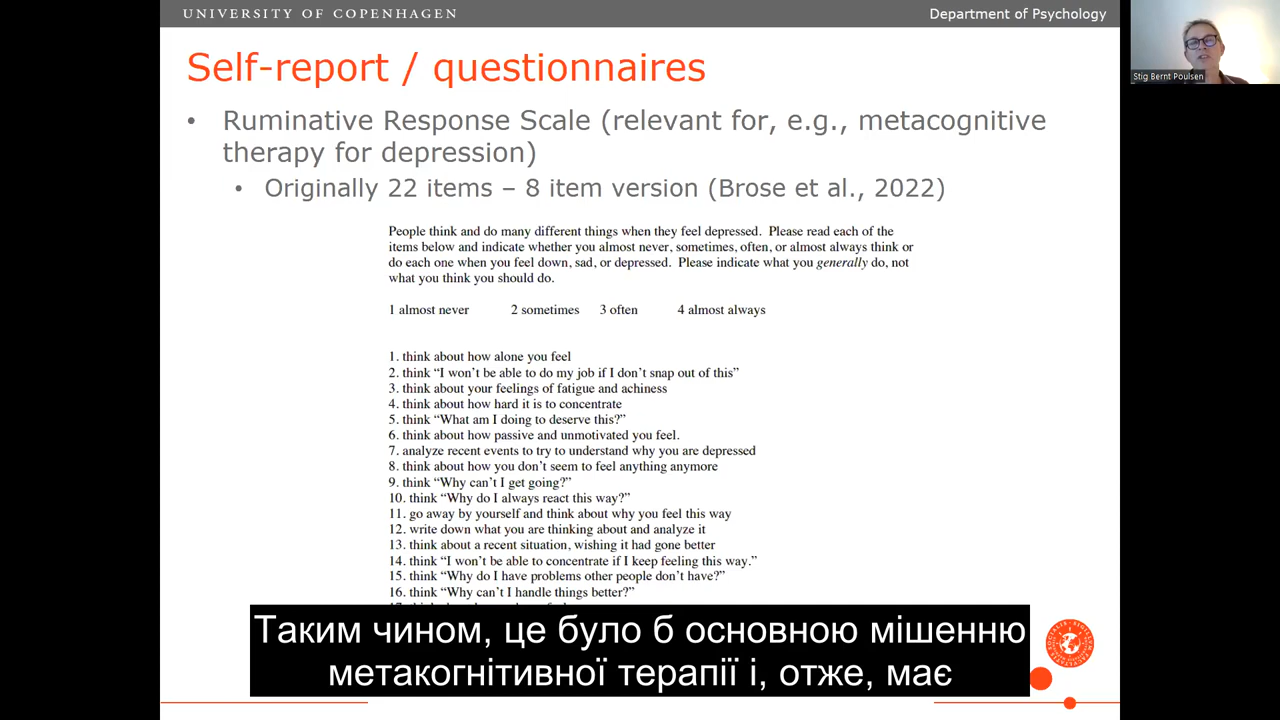 UNIVERSITY OF COPENHAGEN
Department of Psychology
Stig Bernt Poulsen
Self-report / questionnaires
• Ruminative Response Scale (relevant for, e.g., metacognitive
therapy for depression)
• Originally 22 items – 8 item version (Brose et al., 2022)
People think and do many different things when they feel depressed. Please read each of the
items below and indicate whether you almost never, sometimes, often, or almost always think or
do each one when you feel down, sad, or depressed. Please indicate what you generally do, not
what you think you should do.
1 almost never 2 sometimes 3 often 4 almost always
1. think about how alone you feel
2. think “I won’t be able to do my job if I don’t snap out of this”
3. think about your feelings of fatigue and achiness
4. think about how hard it is to concentrate
5. think “What am I doing to deserve this?”
6. think about how passive and unmotivated you feel.
7. analyze recent events to try to understand why you are depressed
8. think about how you don’t seem to feel anything anymore
9. think “Why can’t I get going?”
10. think “Why do I always react this way?”
11. go away by yourself and think about why you feel this way
12. write down what you are thinking about and analyze it
13. think about a recent situation, wishing it had gone better
14. think “I won’t be able to concentrate if I keep feeling this way.”
15. think “Why do I have problems other people don’t have?”
16. think “Why can’t I handle things better?”
Таким чином, це було б основною мішенню
метакогнітивної терапії і, отже, має